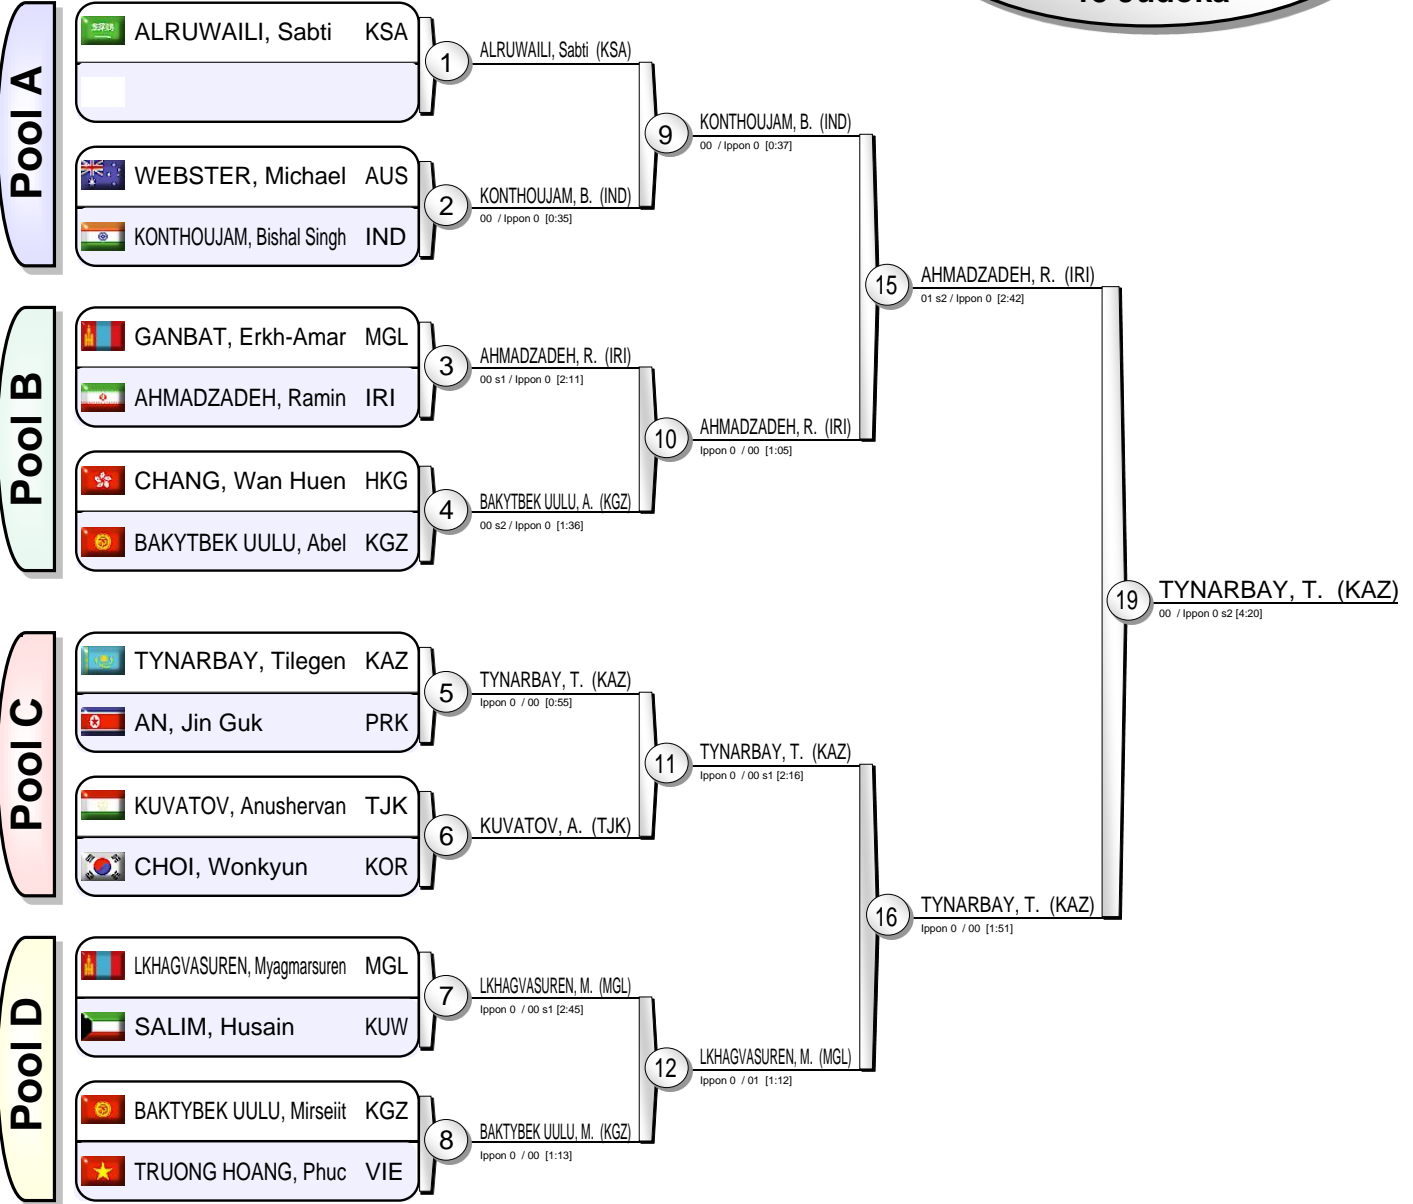 Pool A
ALRUWAILI, Sabti KSA
1
ALRUWAILI, Sabti (KSA)
WEBSTER, Michael AUS
KONTHOUJAM, Bishal Singh IND
2
KONTHOUJAM, B. (IND)
00 / Ippon 0 [0:35]
9
KONTHOUJAM, B. (IND)
00 / Ippon 0 [0:37]
Pool B
GANBAT, Erkh-Amar MGL
AHMADZADEH, Ramin IRI
3
AHMADZADEH, R. (IRI)
00 s1 / Ippon 0 [2:11]
CHANG, Wan Huen HKG
BAKYTBEK UULU, Abel KGZ
4
BAKYTBEK UULU, A. (KGZ)
00 s2 / Ippon 0 [1:36]
10
AHMADZADEH, R. (IRI)
Ippon 0 / 00 [1:05]
15
AHMADZADEH, R. (IRI)
01 s2 / Ippon 0 [2:42]
Pool C
TYNARBAY, Tilegen KAZ
AN, Jin Guk PRK
5
TYNARBAY, T. (KAZ)
Ippon 0 / 00 [0:55]
KUVATOV, Anushervan TJK
CHOI, Wonkyun KOR
6
KUVATOV, A. (TJK)
11
TYNARBAY, T. (KAZ)
Ippon 0 / 00 s1 [2:16]
Pool D
LKHAGVASUREN, Myagmarsuren MGL
SALIM, Husain KUW
7
LKHAGVASUREN, M. (MGL)
Ippon 0 / 00 s1 [2:45]
BAKTYBEK UULU, Mirseiit KGZ
TRUONG HOANG, Phuc VIE
8
BAKTYBEK UULU, M. (KGZ)
Ippon 0 / 00 [1:13]
12
LKHAGVASUREN, M. (MGL)
Ippon 0 / 01 [1:12]
16
TYNARBAY, T. (KAZ)
Ippon 0 / 00 [1:51]
19
TYNARBAY, T. (KAZ)
00 / Ippon 0 s2 [4:20]